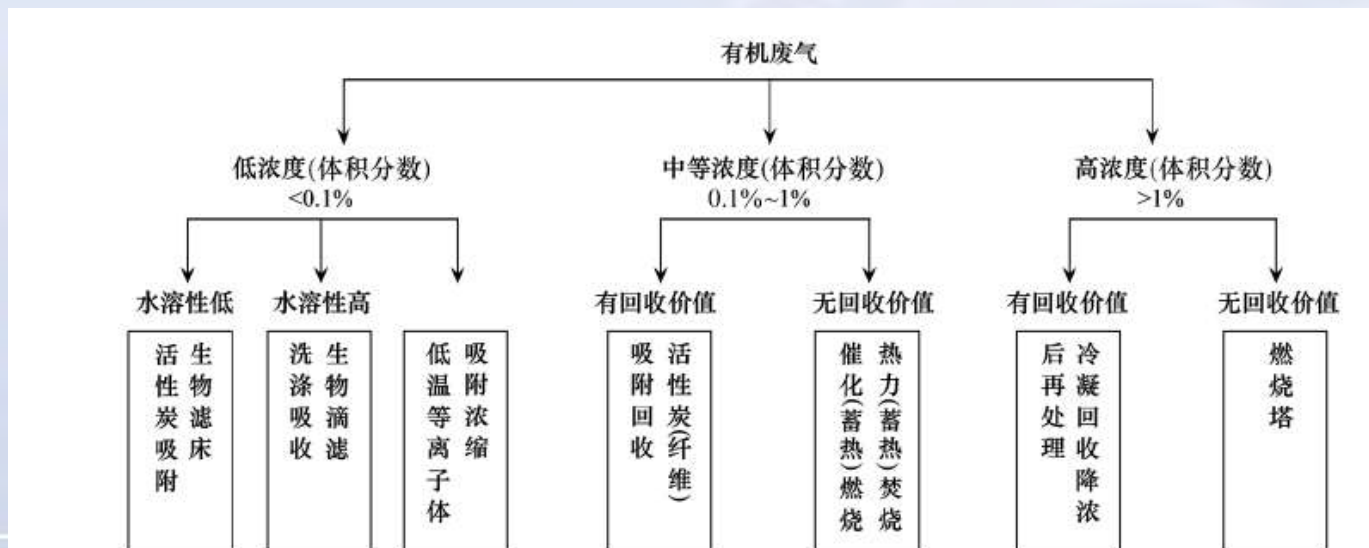 有机废气
低浓度(体积分数)
<0.1%
中等浓度(体积分数)
0.1%~1%
高浓度(体积分数)
>1%
水溶性低
水溶性高
有回收价值
无回收价值
有回收价值
无回收价值
生物滤床
活性炭吸附
生物滴滤
洗涤吸收
吸附浓缩
低温等离子体
活性炭(纤维)
吸附回收
热力(蓄热)焚烧
催化(蓄热)燃烧
冷凝回收降浓
后再处理
燃烧塔